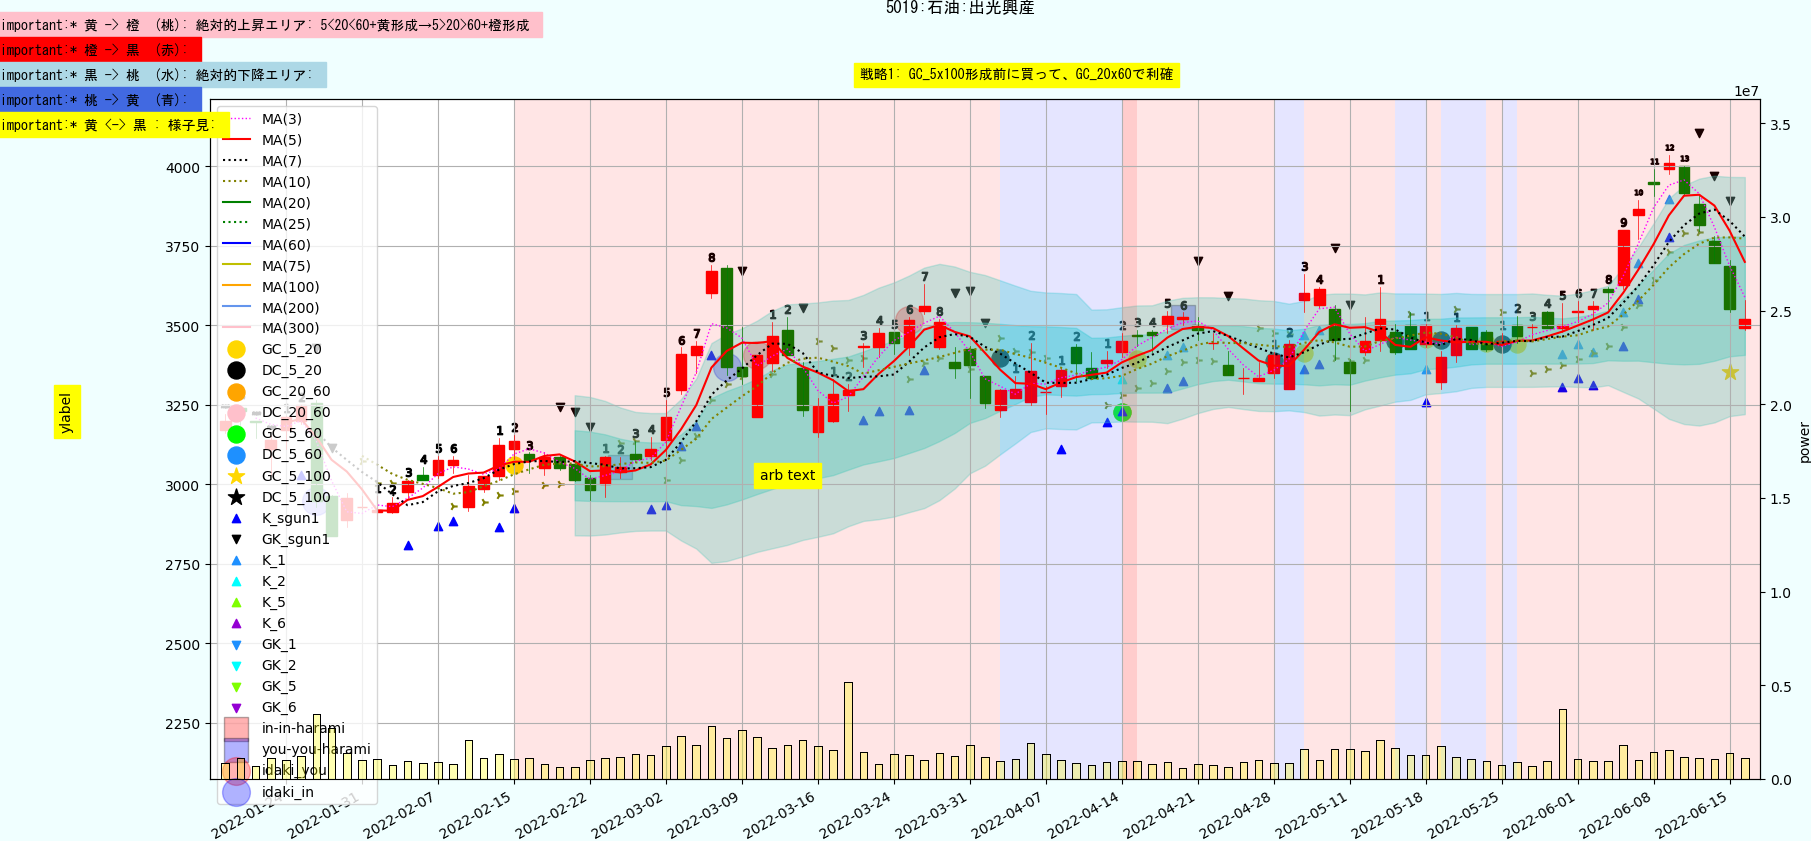 5019:石油:出光興産
important:* 黄 -> 橙 (桃): 絶対的上昇エリア: 5<20<60+黄形成→5>20>60+橙形成
important:* 橙 -> 黒 (赤):
important:* 黒 -> 桃 (水): 絶対的下降エリア:
戦略1: GC_5x100形成前に買って、GC_20x60で利確
important:* 桃 -> 黄 (青):
important:* 黄 <-> 黒 : 様子見:
1e7
MA(3)
MA(5)
MA(7)
MA(10)
MA(20)
MA(25)
MA(60)
MA(75)
MA(100)
MA(200)
MA(300)
GC_5_20
DC_5_20
GC_20_60
DC_20_60
GC_5_60
DC_5_60
GC_5_100
DC_5_100
K_sgun1
GK_sgun1
K_1
K_2
K_5
K_6
GK_1
GK_2
GK_5
GK_6
in-in-harami
you-you-harami
idaki_you
idaki_in
4000
3750
3500
3250
3000
2750
2500
2250
ylabel
arb text
3.5
3.0
2.5
2.0
1.5
1.0
0.5
0.0
power
2022-01-24
2022-01-31
2022-02-07
2022-02-15
2022-02-22
2022-03-02
2022-03-09
2022-03-16
2022-03-24
2022-03-31
2022-04-07
2022-04-14
2022-04-21
2022-04-28
2022-05-11
2022-05-18
2022-05-25
2022-06-01
2022-06-08
2022-06-15